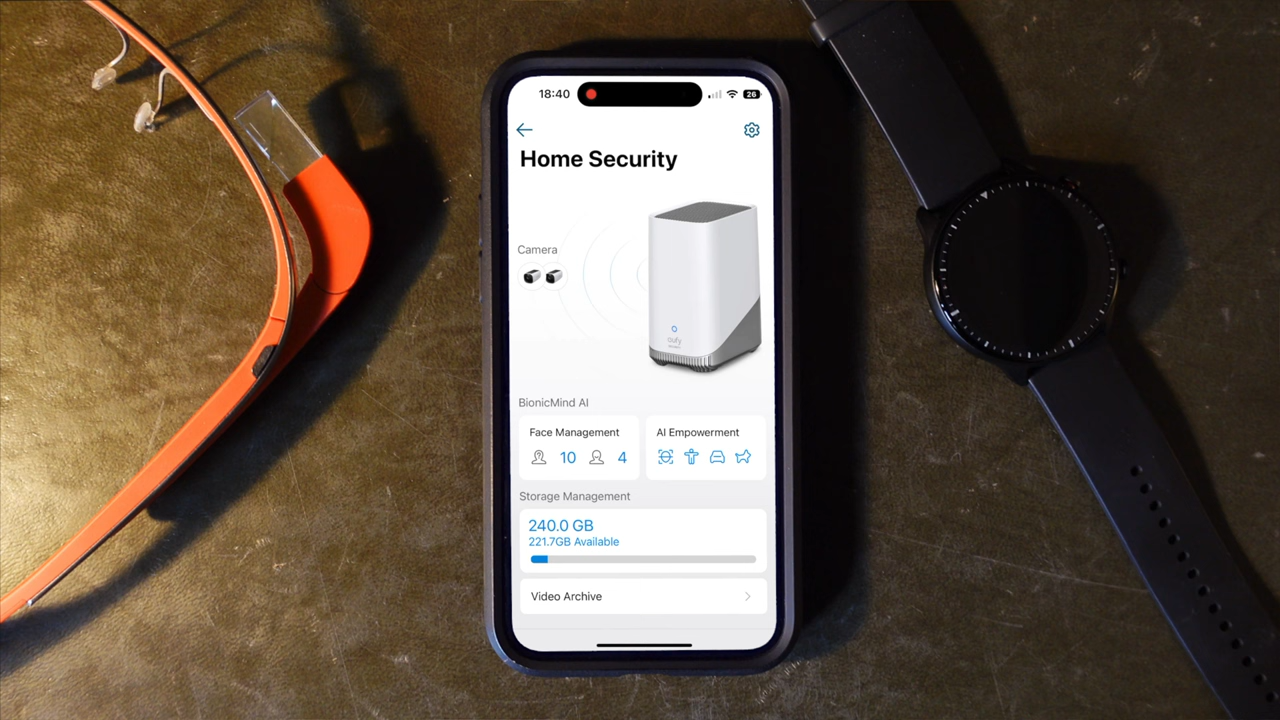 18:40
26
Home Security
Camera
eufy
BionicMind AI
Face Management
10 4
AI Empowerment
Storage Management
240.0 GB
221.7GB Available
Video Archive